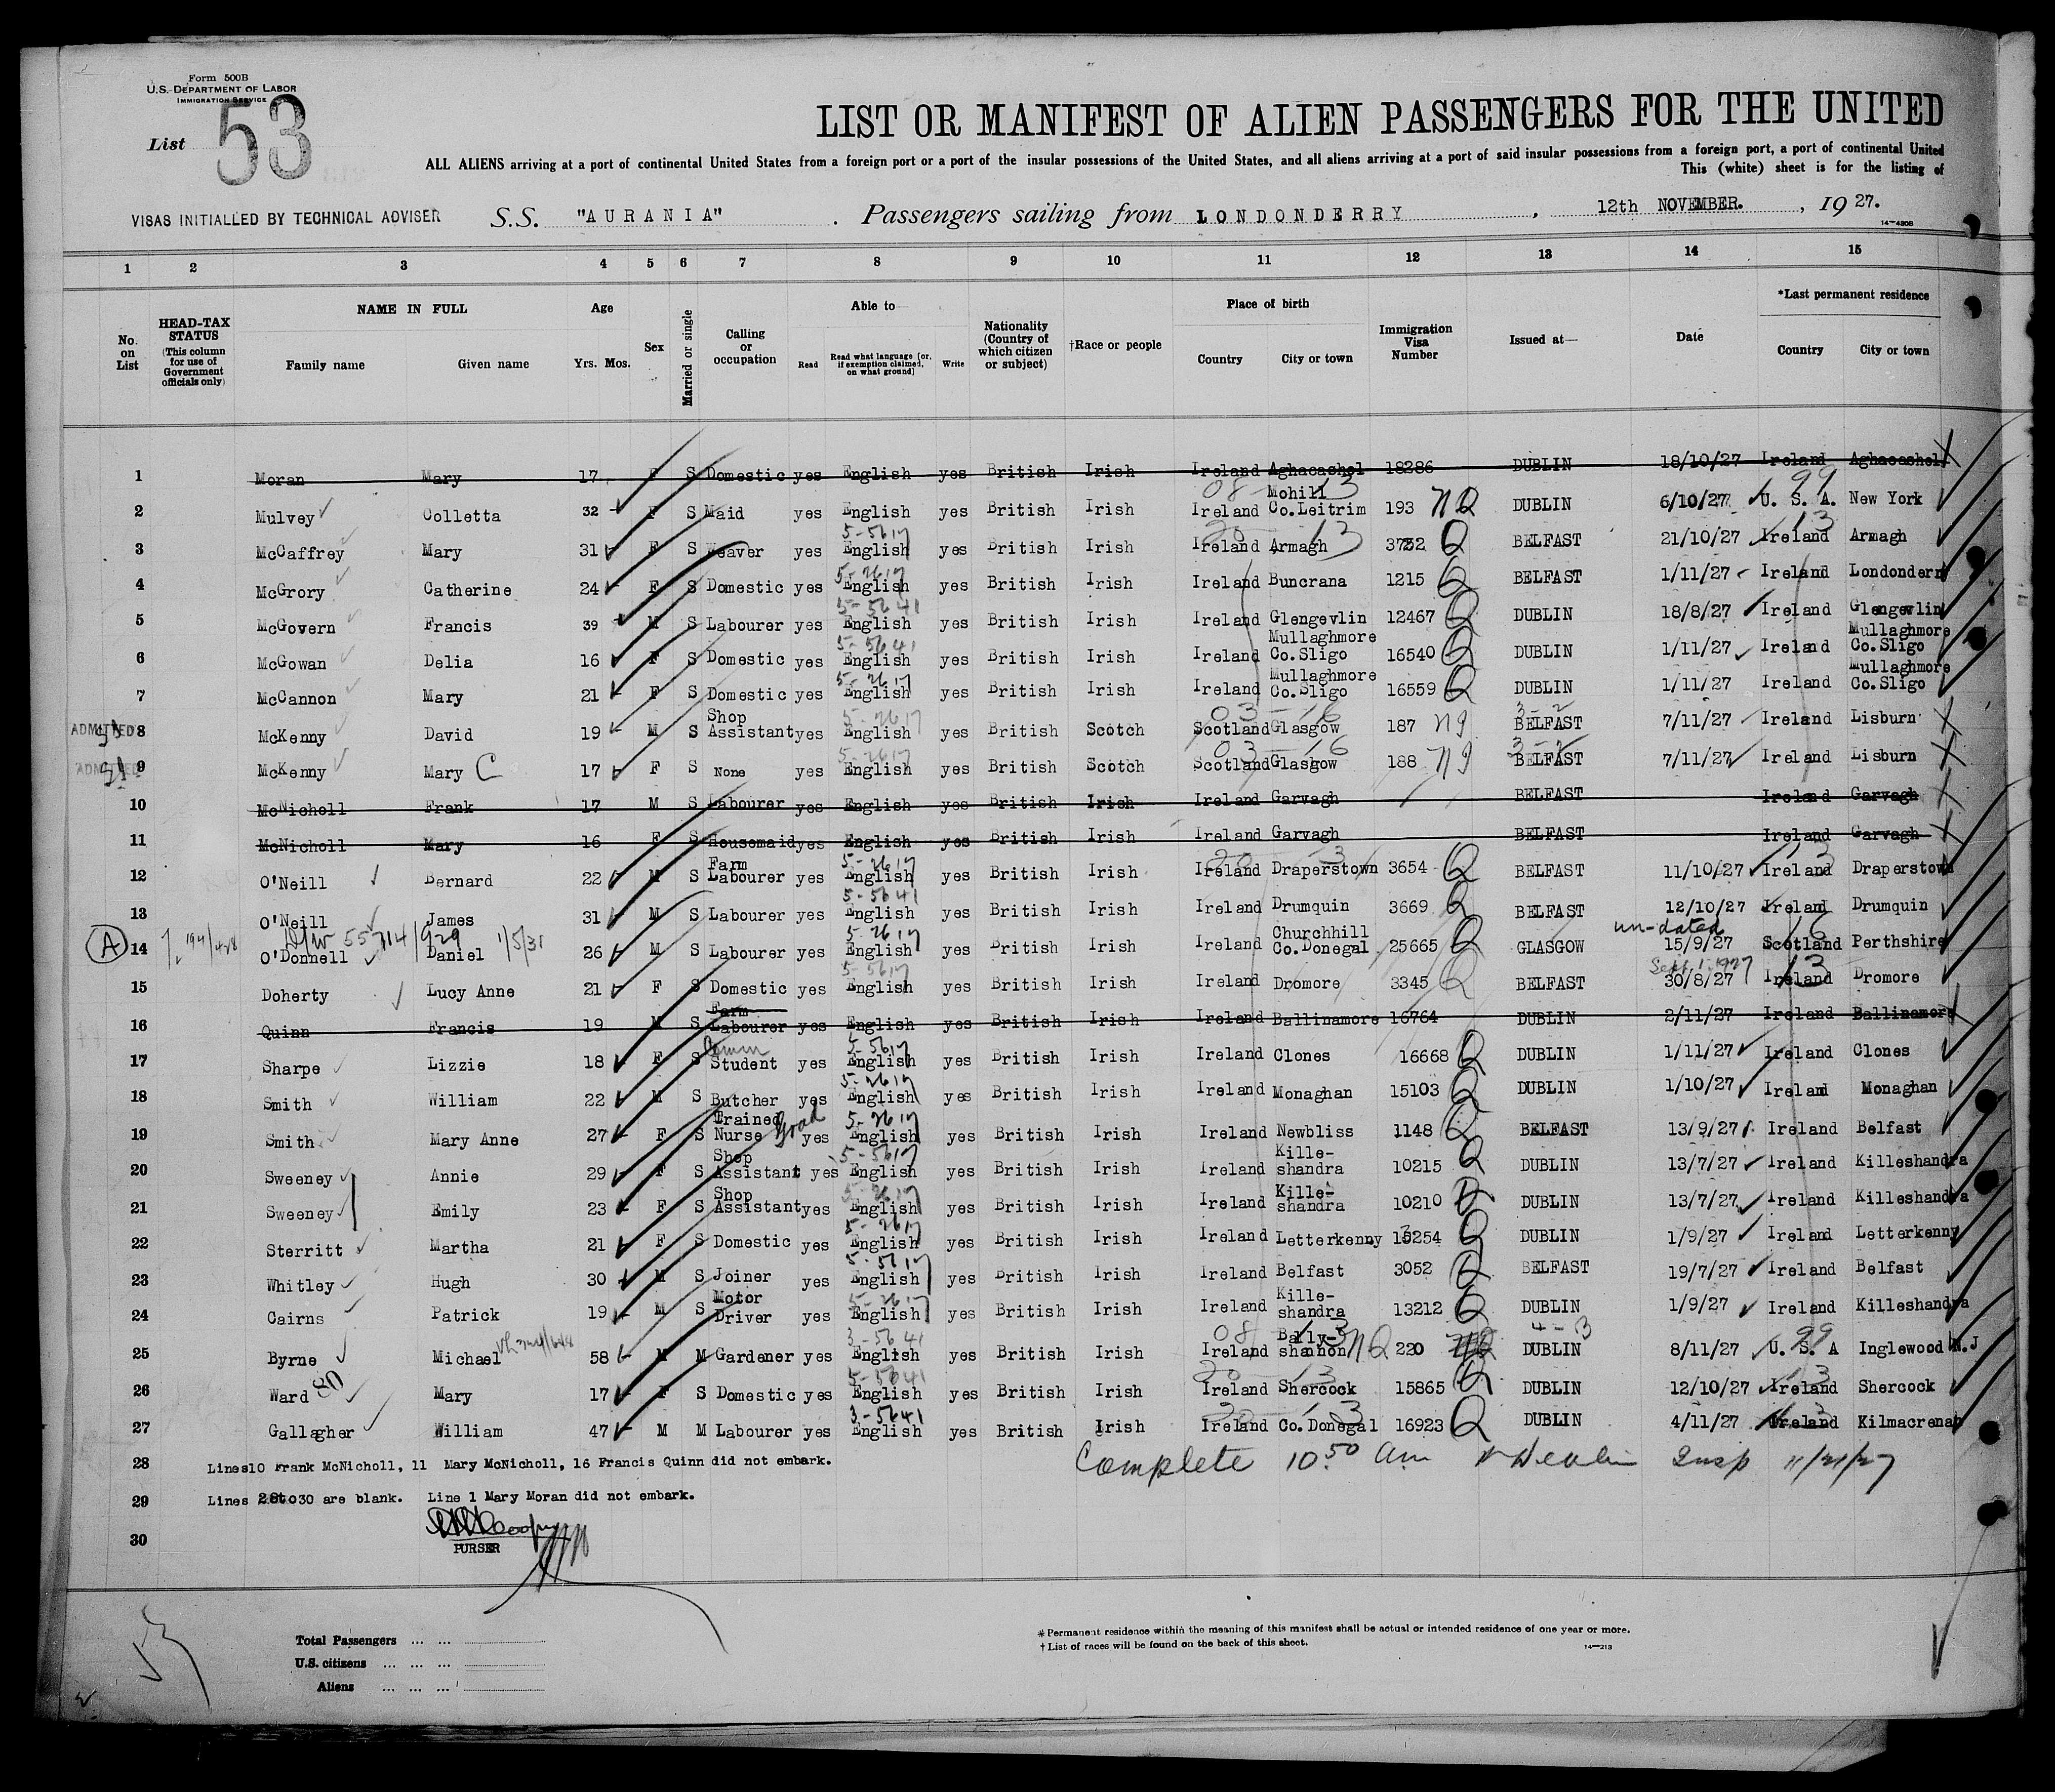 Form 500B
U.S. DEPARTMENT OF LABOR
IMMIGRATION SERVICE
List 53
LIST OR MANIFEST OF ALIEN PASSENGERS FOR THE UNITED
ALL ALIENS arriving at a port of continental United States from a foreign port or a port of the insular possessions of the United States, and all aliens arriving at a port of said insular possessions from a foreign port, a port of continental United
This (white) sheet is for the listing of
VISAS INITIALLED BY TECHNICAL ADVISER S.S. "AURANIA" . Passengers sailing from LONDONDERRY , 12th NOVEMBER. , 19 27.
14-4808
1 2 3 4 5 6 7 8 9 10 11 12 13 14 15
No. on List
HEAD-TAX STATUS (This column for use of Government officials only)
NAME IN FULL Family name Given name
Age Yrs. Mos.
Sex
Married or single
Calling or occupation
Able to Read Read what language [or, if exemption claimed, on what ground] Write
Nationality (Country of which citizen or subject)
†Race or people
Place of birth Country City or town
Immigration Visa Number
Issued at—
Date
*Last permanent residence Country City or town
1 Moran Mary 17 F S Domestic yes English yes British Irish Ireland Aghacashel 18286 DUBLIN 18/10/27 Ireland Aghacashel
2 Mulvey Colletta 32 F S Maid yes English yes British Irish Ireland Mohill Co.Leitrim 193 NQ DUBLIN 6/10/27 U. S. A. New York
3 McCaffrey Mary 31 F S Weaver yes English yes British Irish Ireland Armagh 3752 Q BELFAST 21/10/27 Ireland Armagh
4 McGrory Catherine 24 F S Domestic yes English yes British Irish Ireland Buncrana 1215 Q BELFAST 1/11/27 Ireland Londonderry
5 McGovern Francis 39 M S Labourer yes English yes British Irish Ireland Glengevlin 12467 Q DUBLIN 18/8/27 Ireland Glengevlin
6 McGowan Delia 16 F S Domestic yes English yes British Irish Ireland Mullaghmore Co.Sligo 16540 Q DUBLIN 1/11/27 Ireland Mullaghmore Co.Sligo
7 McCannon Mary 21 F S Domestic yes English yes British Irish Ireland Mullaghmore Co.Sligo 16559 Q DUBLIN 1/11/27 Ireland Mullaghmore Co.Sligo
ADMITTED 8 McKenny David 19 M S Shop Assistant yes English yes British Scotch Scotland Glasgow 187 BELFAST 7/11/27 Ireland Lisburn
ADMITTED 9 McKenny Mary C 17 F S None yes English yes British Scotch Scotland Glasgow 188 BELFAST 7/11/27 Ireland Lisburn
10 McNicholl Frank 17 M S Labourer yes English yes British Irish Ireland Garvagh BELFAST Ireland Garvagh
11 McNicholl Mary 16 F S Housemaid yes English yes British Irish Ireland Garvagh BELFAST Ireland Garvagh
12 O'Neill Bernard 22 M S Farm Labourer yes English yes British Irish Ireland Draperstown 3654 Q BELFAST 11/10/27 Ireland Draperstown
13 O'Neill James 31 M S Labourer yes English yes British Irish Ireland Drumquin 3669 Q BELFAST 12/10/27 Ireland Drumquin
A 14 O'Donnell Daniel 1/5/31 26 M S Labourer yes English yes British Irish Ireland Churchhill Co.Donegal 25665 Q GLASGOW un-dated 15/9/27 Scotland Perthshire
15 Doherty Lucy Anne 21 F S Domestic yes English yes British Irish Ireland Dromore 3345 Q BELFAST Sept 1 1927 30/8/27 Ireland Dromore
16 Quinn Francis 19 M S Farm Labourer yes English yes British Irish Ireland Ballinamore 16764 DUBLIN 2/11/27 Ireland Ballinamore
17 Sharpe Lizzie 18 F S Student yes English yes British Irish Ireland Clones 16668 Q DUBLIN 1/11/27 Ireland Clones
18 Smith William 22 M S Butcher yes English yes British Irish Ireland Monaghan 15103 Q DUBLIN 1/10/27 Ireland Monaghan
19 Smith Mary Anne 27 F S Trained Nurse Grad yes English yes British Irish Ireland Newbliss 1148 Q BELFAST 13/9/27 Ireland Belfast
20 Sweeney Annie 29 F S Shop Assistant yes English yes British Irish Ireland Killeshandra 10215 Q DUBLIN 13/7/27 Ireland Killeshandra
21 Sweeney Emily 23 F S Shop Assistant yes English yes British Irish Ireland Killeshandra 10210 Q DUBLIN 13/7/27 Ireland Killeshandra
22 Sterritt Martha 21 F S Domestic yes English yes British Irish Ireland Letterkenny Q DUBLIN 1/9/27 Ireland Letterkenny
23 Whitley Hugh 30 M S Joiner yes English yes British Irish Ireland Belfast 3052 Q BELFAST 19/7/27 Ireland Belfast
24 Cairns Patrick 19 M S Motor Driver yes English yes British Irish Ireland Killeshandra 13212 Q DUBLIN 1/9/27 Ireland Killeshandra
25 Byrne Michael 58 M M Gardener yes English yes British Irish Ireland Ballyshannon NQ 220 DUBLIN 8/11/27 U. S. A Inglewood N.J
26 Ward Mary 17 F S Domestic yes English yes British Irish Ireland Shercock 15865 Q DUBLIN 12/10/27 Ireland Shercock
27 Gallagher William 47 M M Labourer yes English yes British Irish Ireland Co.Donegal 16923 Q DUBLIN 4/11/27 Ireland Kilmacrenan
28 Lines 10 Frank McNicholl, 11 Mary McNicholl, 16 Francis Quinn did not embark. Complete 10.50 am Insp 11/21/27
29 Lines 28to30 are blank. Line 1 Mary Moran did not embark.
30
PURSER
53
Total Passengers ... ...
U.S. citizens ... ... ...
Aliens ... ... ...
* Permanent residence within the meaning of this manifest shall be actual or intended residence of one year or more.
† List of races will be found on the back of this sheet.
14-213